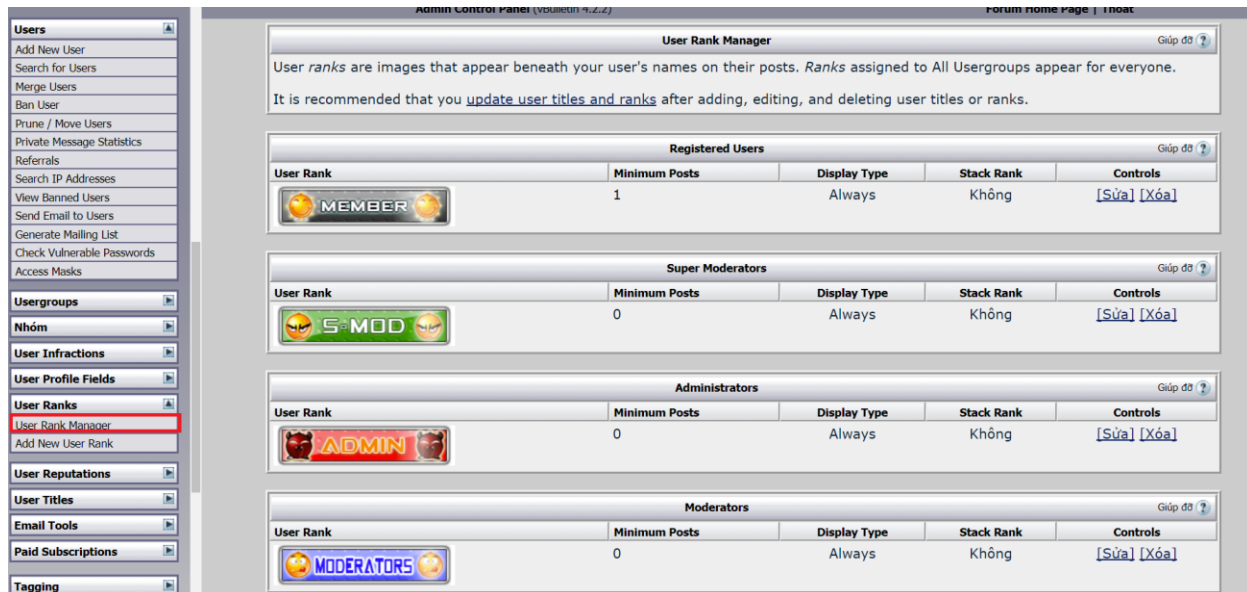 Admin Control Panel (vBulletin 4.2.2)
Forum Home Page | Thoát
Users
Add New User
Search for Users
Merge Users
Ban User
Prune / Move Users
Private Message Statistics
Referrals
Search IP Addresses
View Banned Users
Send Email to Users
Generate Mailing List
Check Vulnerable Passwords
Access Masks
Usergroups
Nhóm
User Infractions
User Profile Fields
User Ranks
User Rank Manager
Add New User Rank
User Reputations
User Titles
Email Tools
Paid Subscriptions
Tagging
User Rank Manager Giúp đỡ
User ranks are images that appear beneath your user's names on their posts. Ranks assigned to All Usergroups appear for everyone.
It is recommended that you update user titles and ranks after adding, editing, and deleting user titles or ranks.
Registered Users Giúp đỡ
User Rank Minimum Posts Display Type Stack Rank Controls
MEMBER 1 Always Không [Sửa] [Xóa]
Super Moderators Giúp đỡ
User Rank Minimum Posts Display Type Stack Rank Controls
S-MOD 0 Always Không [Sửa] [Xóa]
Administrators Giúp đỡ
User Rank Minimum Posts Display Type Stack Rank Controls
ADMIN 0 Always Không [Sửa] [Xóa]
Moderators Giúp đỡ
User Rank Minimum Posts Display Type Stack Rank Controls
MODERATORS 0 Always Không [Sửa] [Xóa]